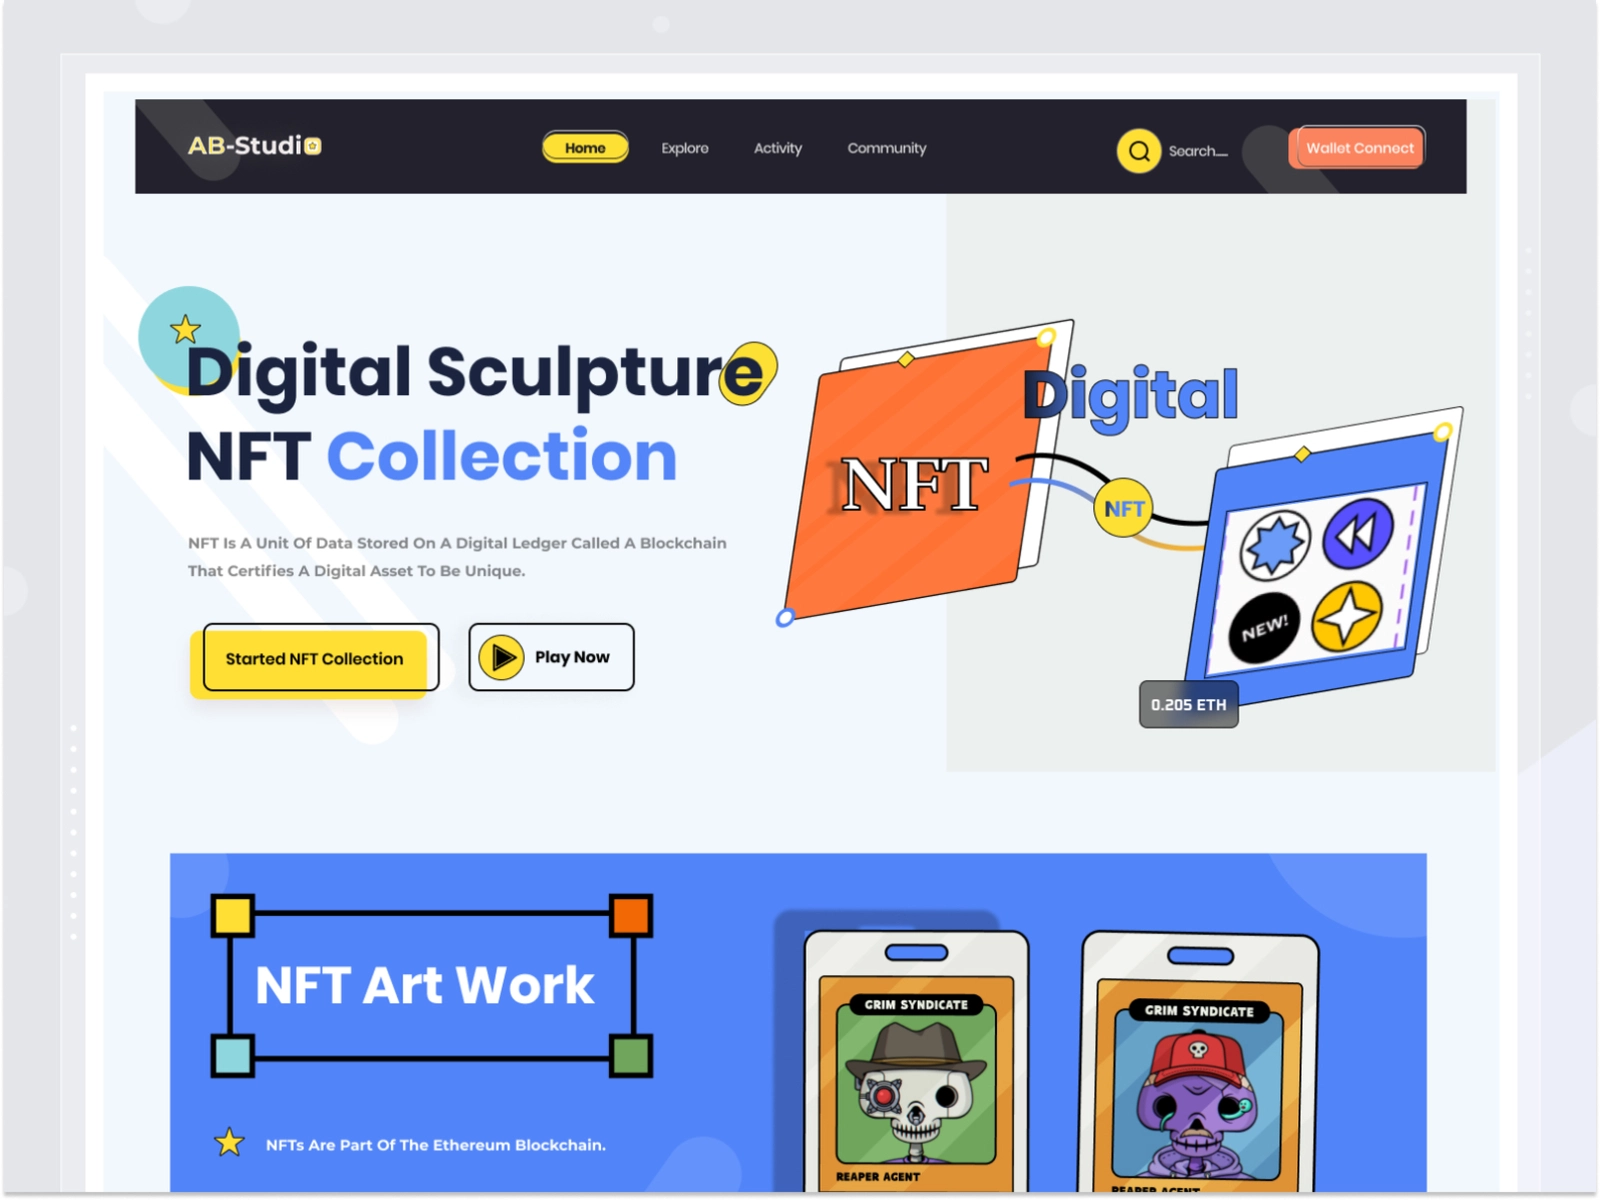 AB-Studio
Home
Explore
Activity
Community
Search__
Wallet Connect
Digital Sculpture
NFT Collection
NFT Is A Unit Of Data Stored On A Digital Ledger Called A Blockchain
That Certifies A Digital Asset To Be Unique.
Started NFT Collection
Play Now
Digital
NFT
NFT
NEW!
0.205 ETH
NFT Art Work
NFTs Are Part Of The Ethereum Blockchain.
GRIM SYNDICATE
REAPER AGENT
GRIM SYNDICATE
REAPER AGENT